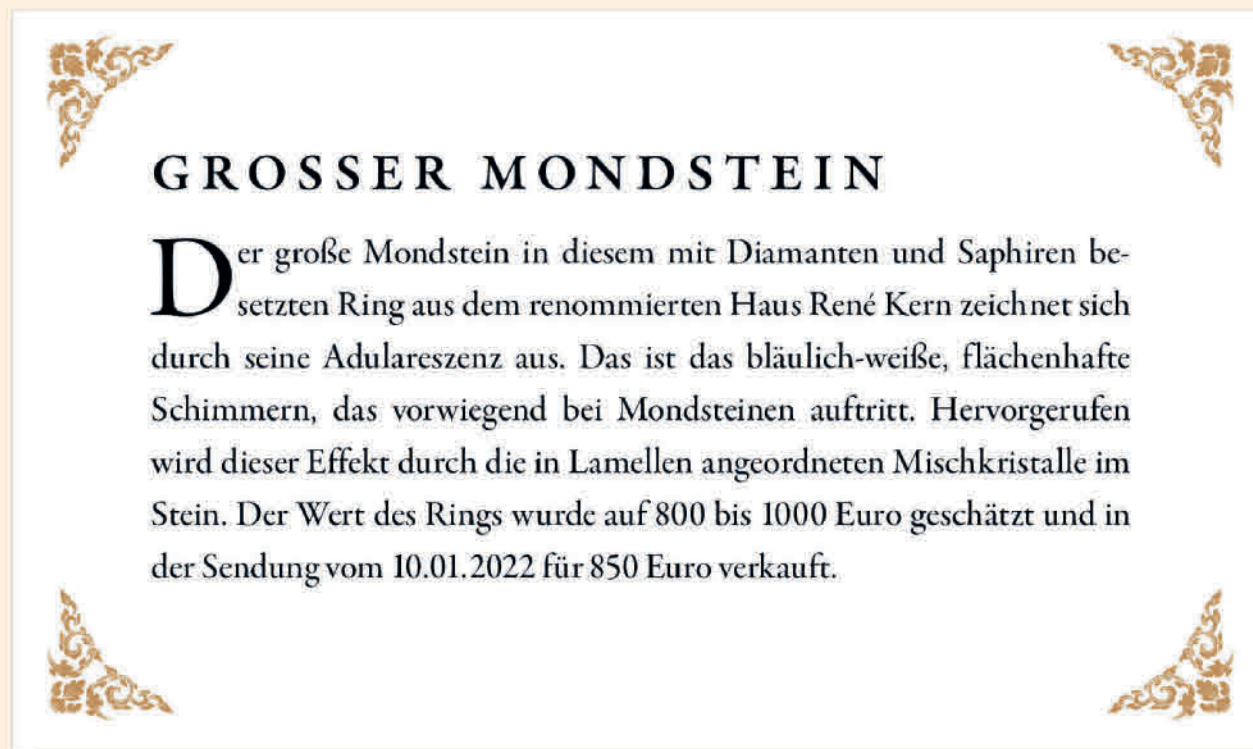 GROSSER MONDSTEIN
Der große Mondstein in diesem mit Diamanten und Saphiren be-
setzten Ring aus dem renommierten Haus René Kern zeichnet sich
durch seine Adulareszenz aus. Das ist das bläulich-weiße, flächenhafte
Schimmern, das vorwiegend bei Mondsteinen auftritt. Hervorgerufen
wird dieser Effekt durch die in Lamellen angeordneten Mischkristalle im
Stein. Der Wert des Rings wurde auf 800 bis 1000 Euro geschätzt und in
der Sendung vom 10.01.2022 für 850 Euro verkauft.